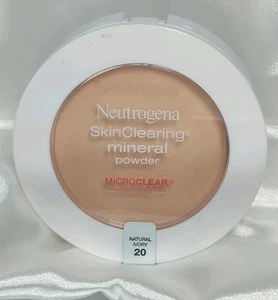 Neutrogena
SkinClearing®
mineral
powder
MICROCLEAR®
NATURAL
IVORY
20